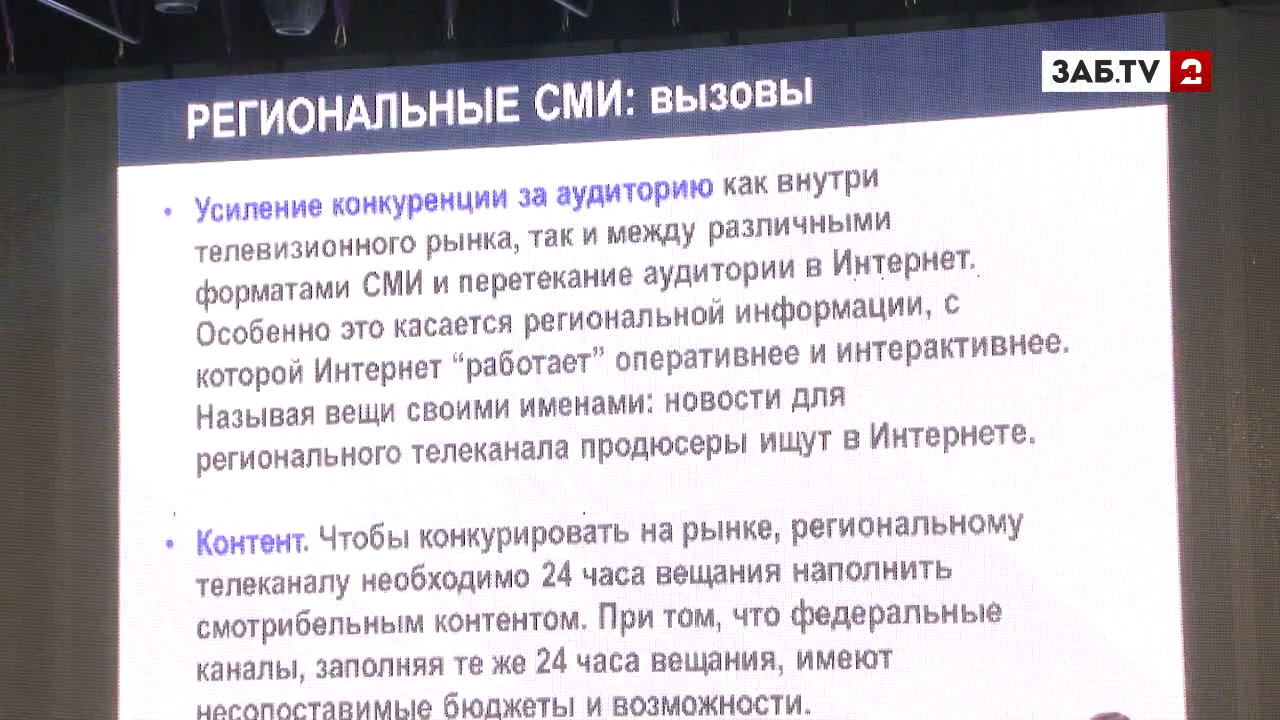 ЗАБ.TV 24
РЕГИОНАЛЬНЫЕ СМИ: вызовы
• Усиление конкуренции за аудиторию как внутри
телевизионного рынка, так и между различными
форматами СМИ и перетекание аудитории в Интернет.
Особенно это касается региональной информации, с
которой Интернет “работает” оперативнее и интерактивнее.
Называя вещи своими именами: новости для
регионального телеканала продюсеры ищут в Интернете.
• Контент. Чтобы конкурировать на рынке, региональному
телеканалу необходимо 24 часа вещания наполнить
смотрибельным контентом. При том, что федеральные
каналы, заполняя те же 24 часа вещания, имеют
несопоставимые бюджеты и возможности.